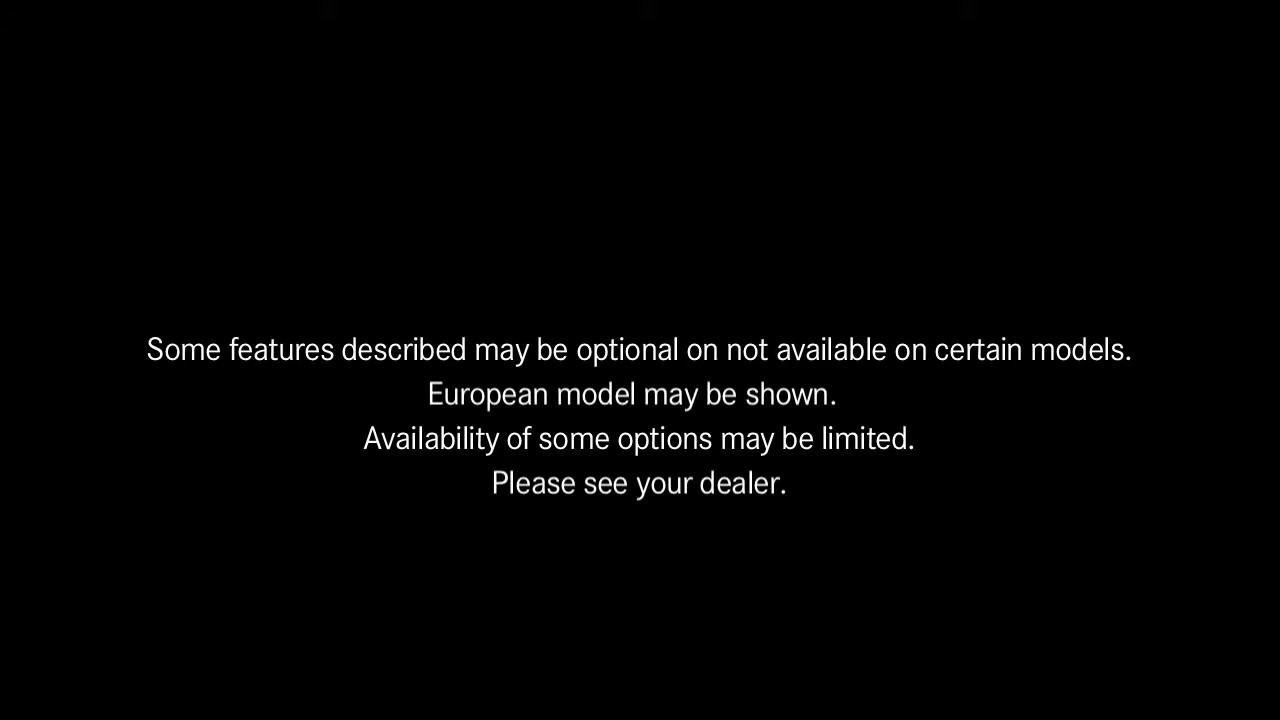 Some features described may be optional on not available on certain models.
European model may be shown.
Availability of some options may be limited.
Please see your dealer.